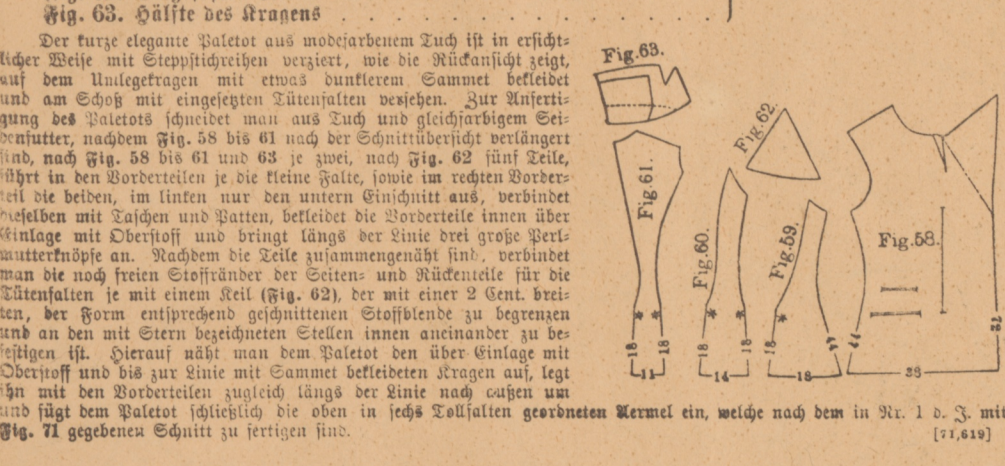 Fig. 63. Hälfte des Kragens . . . . . . . . . . .
Der kurze elegante Paletot aus modefarbenem Tuch ist in ersicht-
licher Weise mit Steppstichreihen verziert, wie die Rückansicht zeigt,
auf dem Umlegekragen mit etwas dunklerem Sammet bekleidet
und am Schoß mit eingesetzten Tütenfalten versehen. Zur Anferti-
gung des Paletots schneidet man aus Tuch und gleichfarbigem Sei-
denfutter, nachdem Fig. 58 bis 61 nach der Schnittübersicht verlängert
sind, nach Fig. 58 bis 61 und 63 je zwei, nach Fig. 62 fünf Teile,
führt in den Vorderteilen je die kleine Falte, sowie im rechten Vorder-
teil die beiden, im linken nur den untern Einschnitt aus, verbindet
dieselben mit Taschen und Patten, bekleidet die Vorderteile innen über
Einlage mit Oberstoff und bringt längs der Linie drei große Perl-
mutterknöpfe an. Nachdem die Teile zusammengenäht sind, verbindet
man die noch freien Stoffränder der Seiten- und Rückenteile für die
Tütenfalten je mit einem Keil (Fig. 62), der mit einer 2 Cent. brei-
ten, der Form entsprechend geschnittenen Stoffblende zu begrenzen
und an den mit Stern bezeichneten Stellen innen aneinander zu be-
festigen ist. Hierauf näht man dem Paletot den über Einlage mit
Oberstoff und bis zur Linie mit Sammet bekleideten Kragen auf, legt
ihn mit den Vorderteilen zugleich längs der Linie nach außen um
und fügt dem Paletot schließlich die oben in sechs Tollfalten geordneten Aermel ein, welche nach dem in Nr. 1 d. J. mit
Fig. 71 gegebenen Schnitt zu fertigen sind.
[71,619]
Fig.63.
Fig.62.
Fig.61.
Fig.60.
Fig.59.
Fig.58.
18 18
11
18 18
14
18
18
44
38